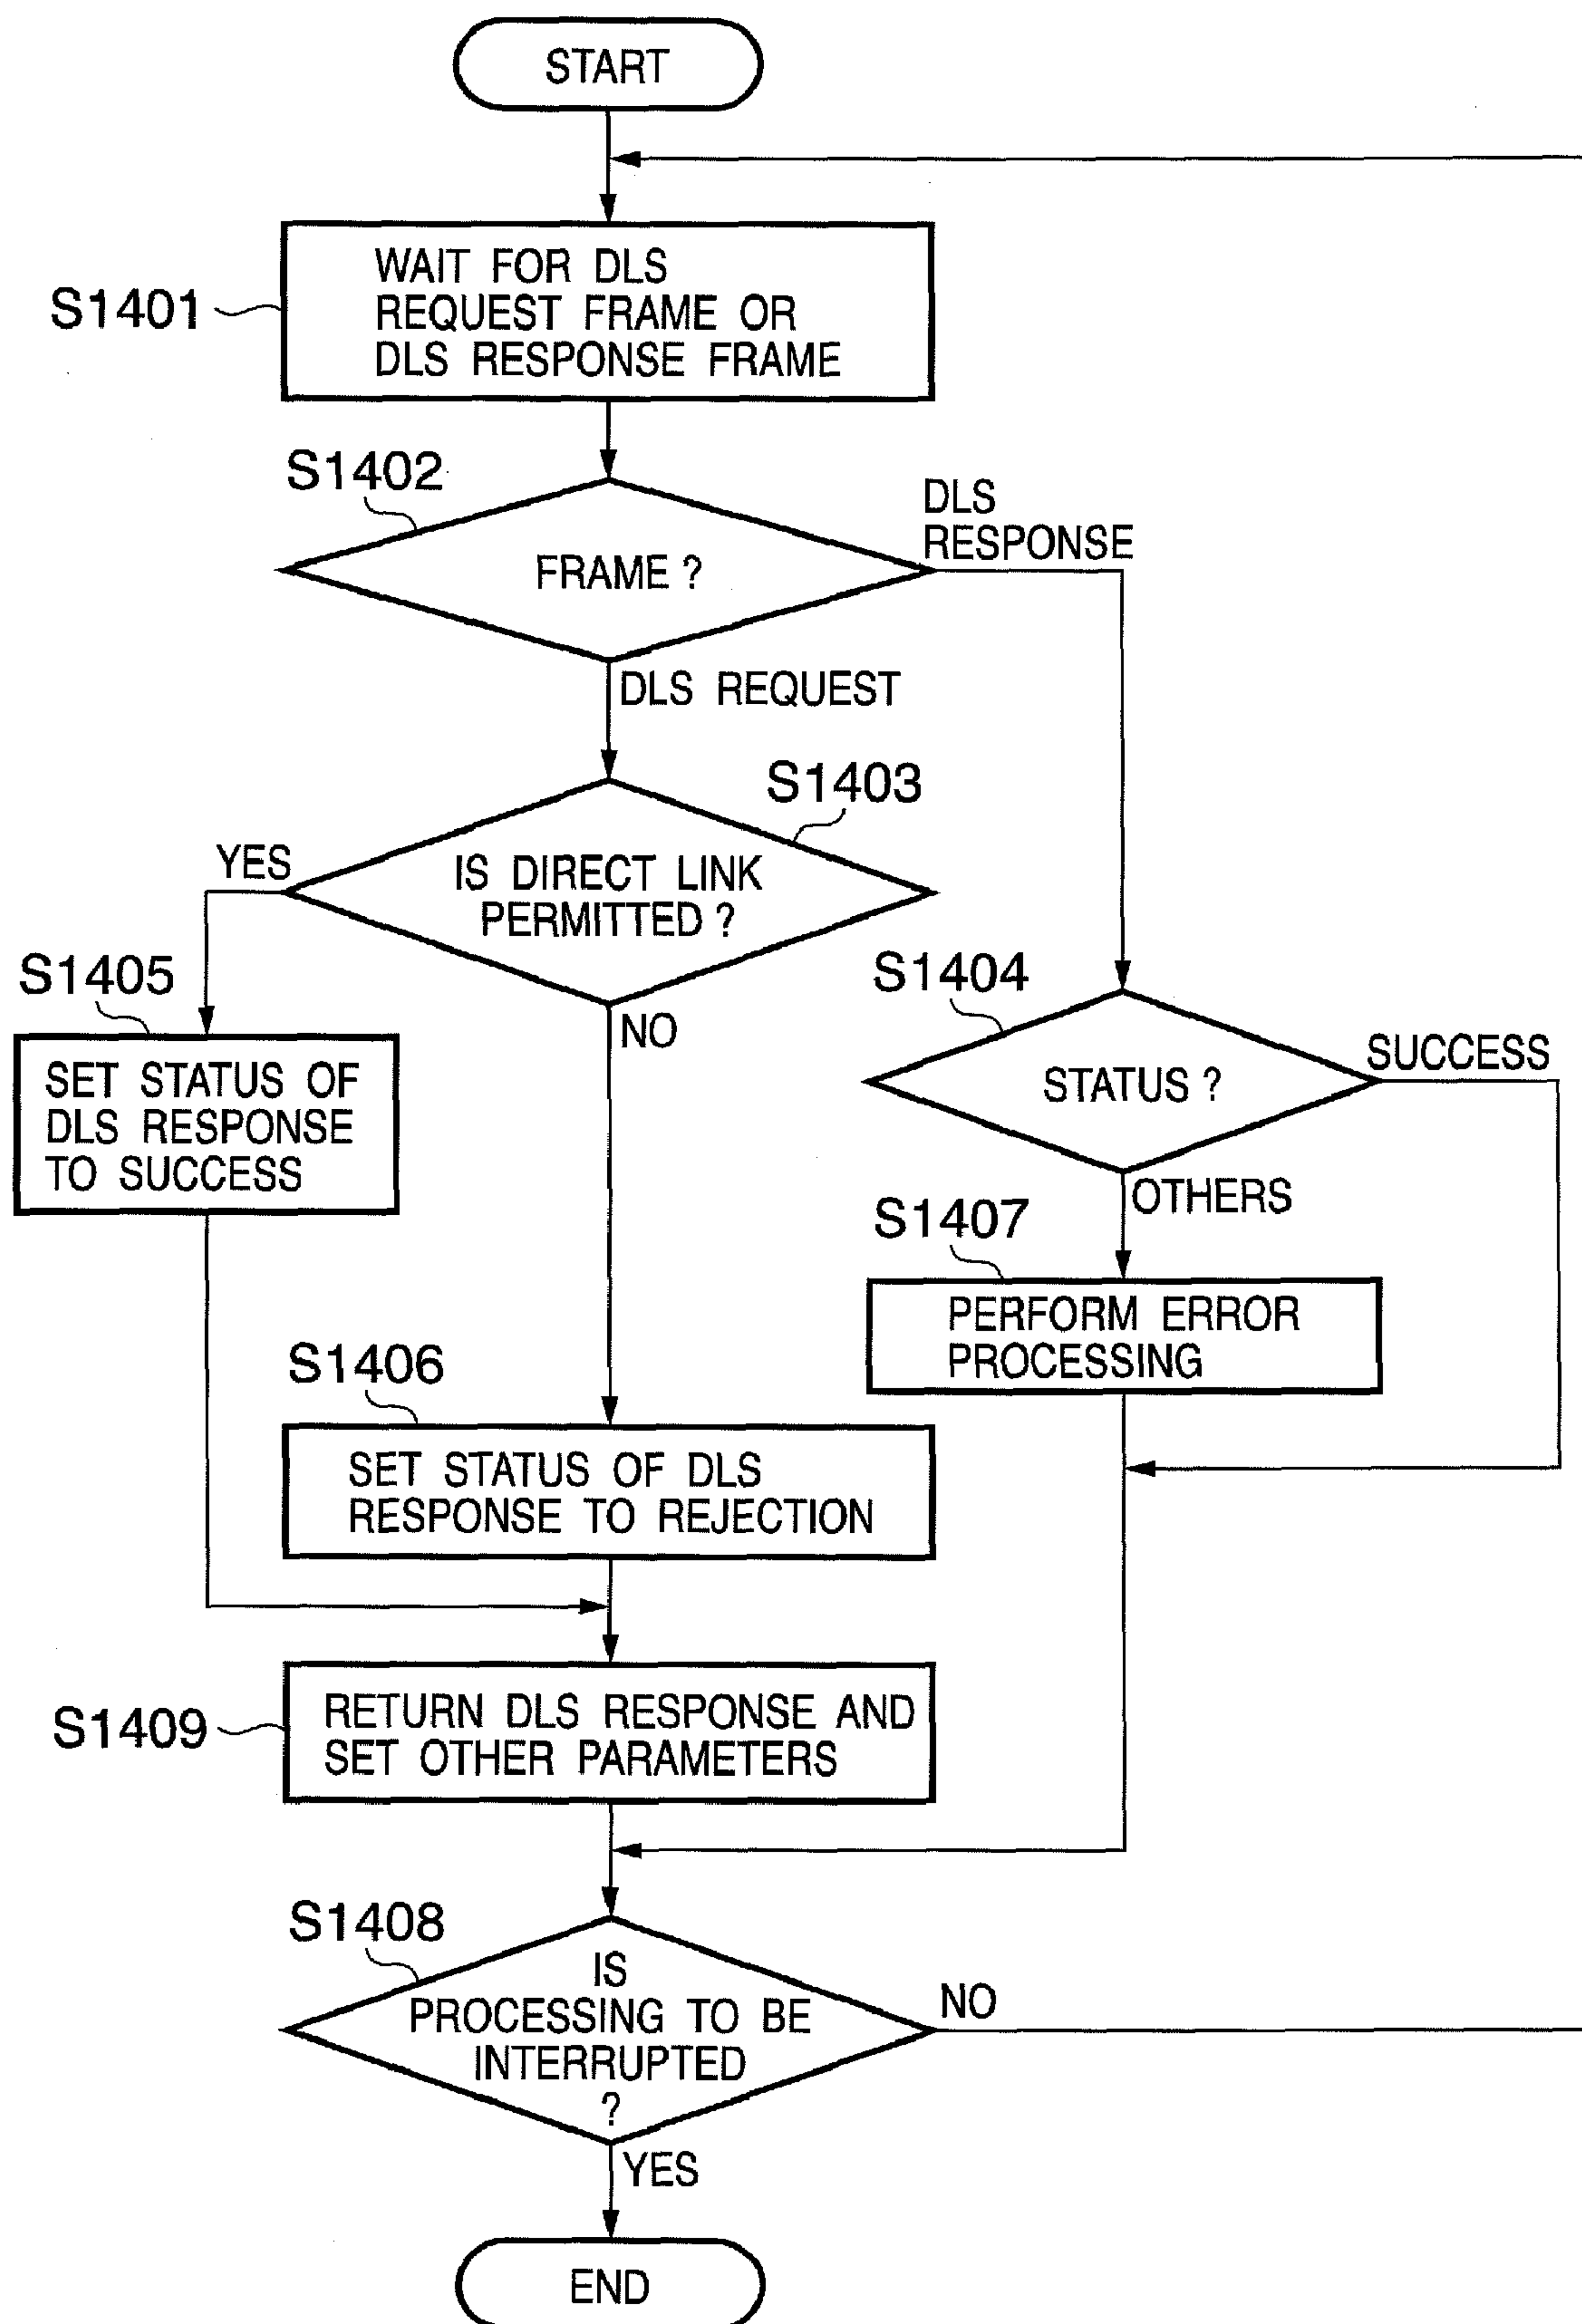 START
S1401
WAIT FOR DLS
REQUEST FRAME OR
DLS RESPONSE FRAME
S1402
FRAME ?
DLS
RESPONSE
DLS REQUEST
S1403
IS DIRECT LINK
PERMITTED ?
YES
NO
S1405
SET STATUS OF
DLS RESPONSE
TO SUCCESS
S1404
STATUS ?
SUCCESS
OTHERS
S1407
PERFORM ERROR
PROCESSING
S1406
SET STATUS OF DLS
RESPONSE TO REJECTION
S1409
RETURN DLS RESPONSE AND
SET OTHER PARAMETERS
S1408
IS
PROCESSING TO BE
INTERRUPTED
?
NO
YES
END